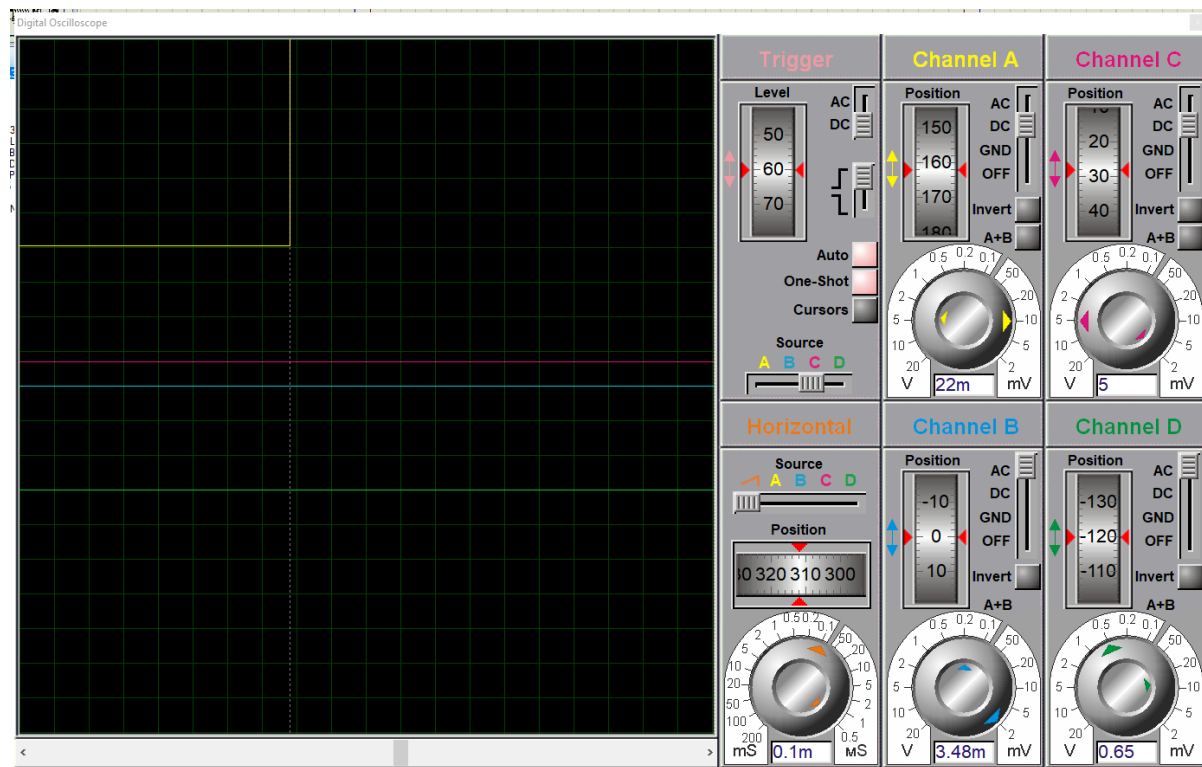 Digital Oscilloscope
Trigger
Level
AC
DC
50
60
70
Auto
One-Shot
Cursors
Source
A B C D
Channel A
Position
AC
DC
GND
OFF
150
160
170
180
Invert
A+B
20 10 5 2 1 0.5 0.2 0.1 50 20 10 5 2
V
22m
mV
Channel C
Position
AC
DC
GND
OFF
20
30
40
Invert
A+B
20 10 5 2 1 0.5 0.2 0.1 50 20 10 5 2
V
5
mV
Horizontal
Source
A B C D
Position
320 310 300
200 100 50 20 10 5 2 1 0.5 0.2 0.1 50 20 10 5 2 1 0.5
mS
0.1m
мS
Channel B
Position
AC
DC
GND
OFF
-10
0
10
Invert
A+B
20 10 5 2 1 0.5 0.2 0.1 50 20 10 5 2
V
3.48m
mV
Channel D
Position
AC
DC
GND
OFF
-130
-120
-110
Invert
A+B
20 10 5 2 1 0.5 0.2 0.1 50 20 10 5 2
V
0.65
mV